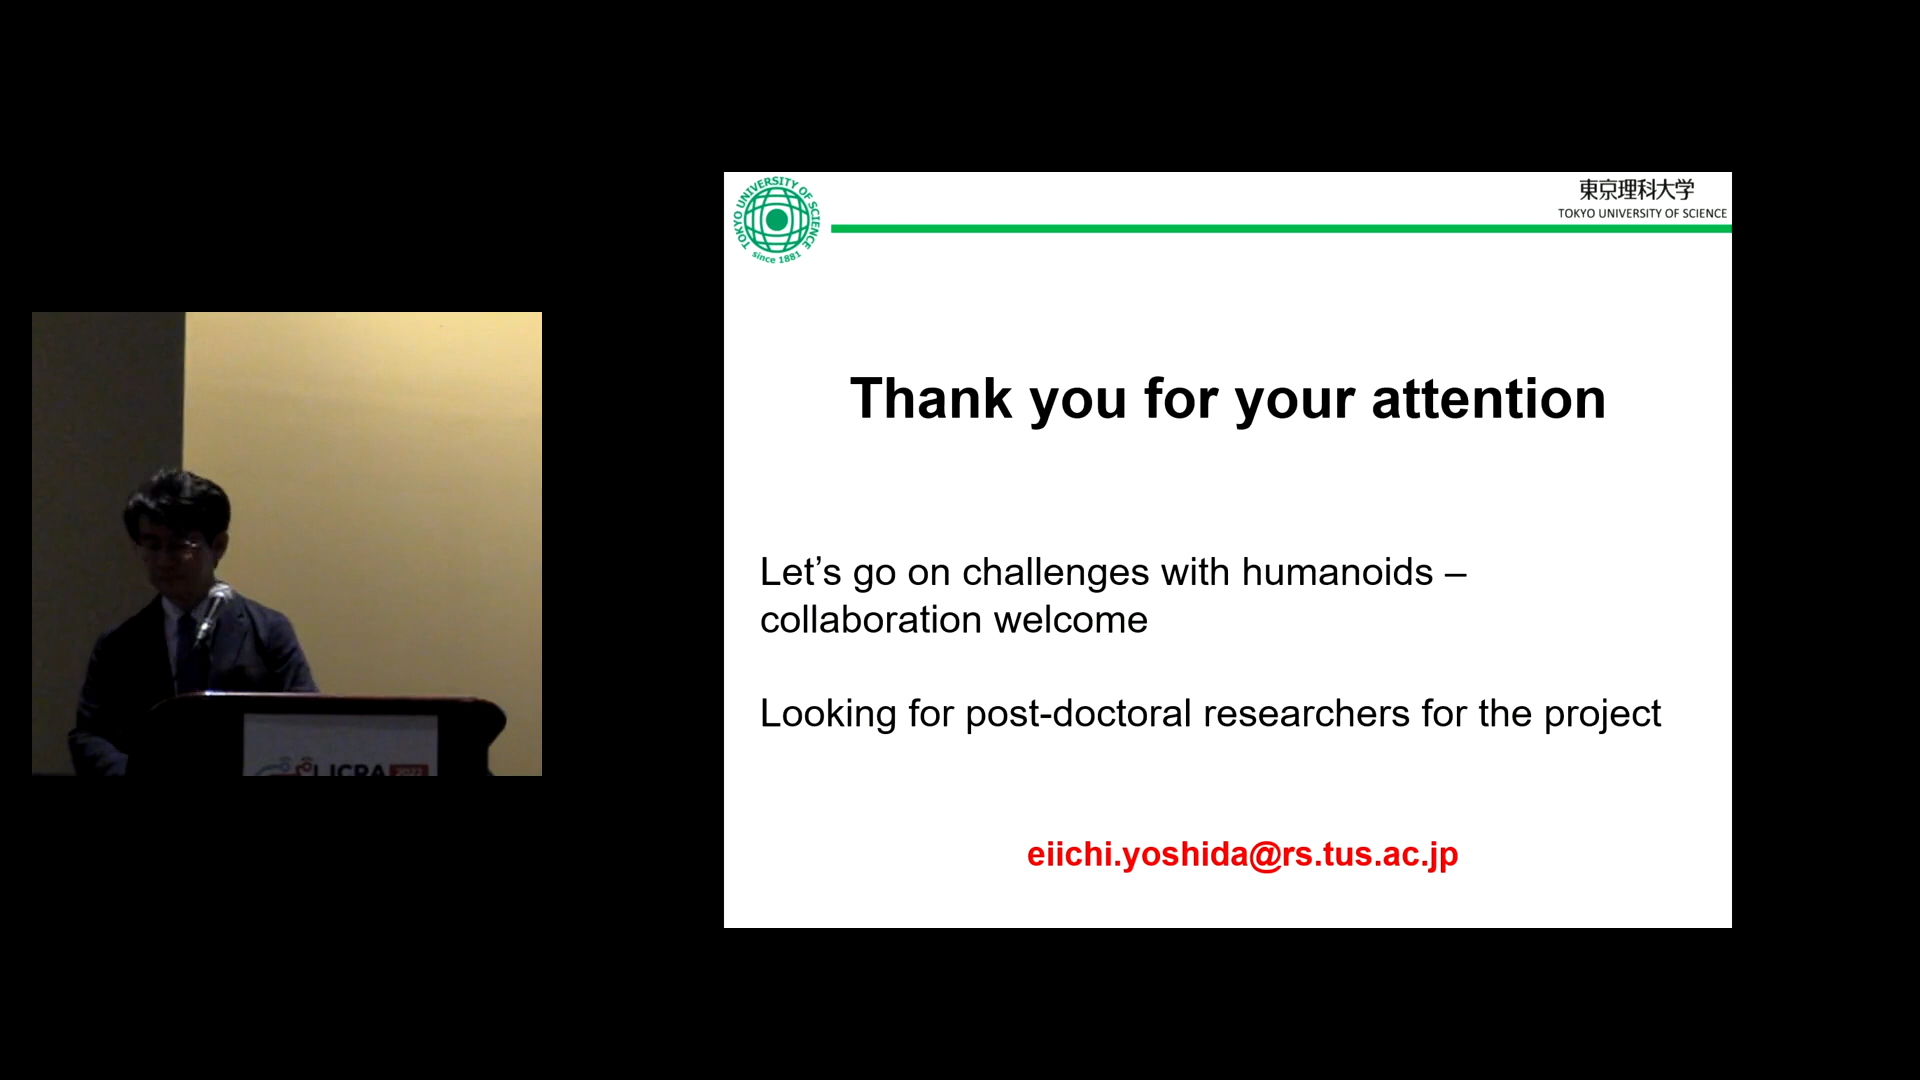 TOKYO UNIVERSITY OF SCIENCE
since 1881
東京理科大学
TOKYO UNIVERSITY OF SCIENCE
Thank you for your attention
Let’s go on challenges with humanoids –
collaboration welcome
Looking for post-doctoral researchers for the project
eiichi.yoshida@rs.tus.ac.jp
ICRA 2022